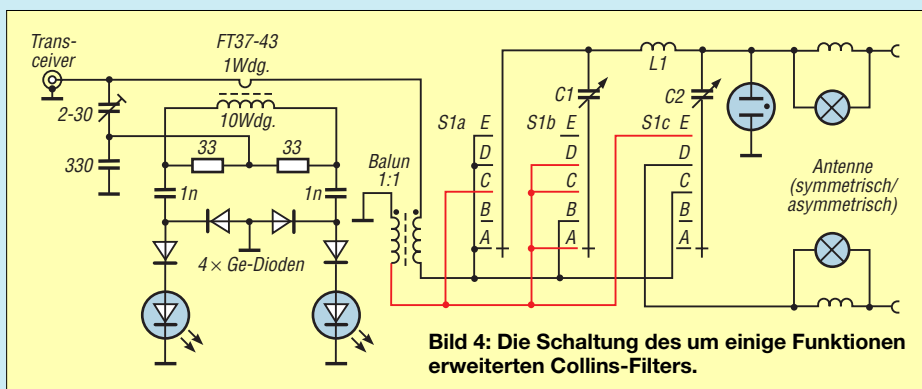 Trans-
ceiver
FT37-43
1Wdg.
10Wdg.
2-30
330
33
33
1n
1n
4 × Ge-Dioden
Balun
1:1
S1a
E
D
C
B
A
C1
S1b
E
D
C
B
A
L1
C2
S1c
E
D
C
B
A
Antenne
(symmetrisch/
asymmetrisch)
Bild 4: Die Schaltung des um einige Funktionen
erweiterten Collins-Filters.